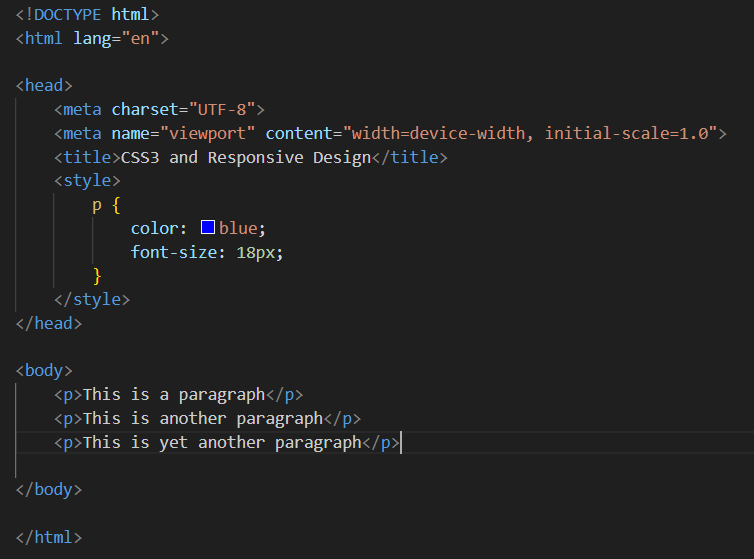 <!DOCTYPE html>
<html lang="en">
<head>
<meta charset="UTF-8">
<meta name="viewport" content="width=device-width, initial-scale=1.0">
<title>CSS3 and Responsive Design</title>
<style>
p {
color: blue;
font-size: 18px;
}
</style>
</head>
<body>
<p>This is a paragraph</p>
<p>This is another paragraph</p>
<p>This is yet another paragraph</p>
</body>
</html>